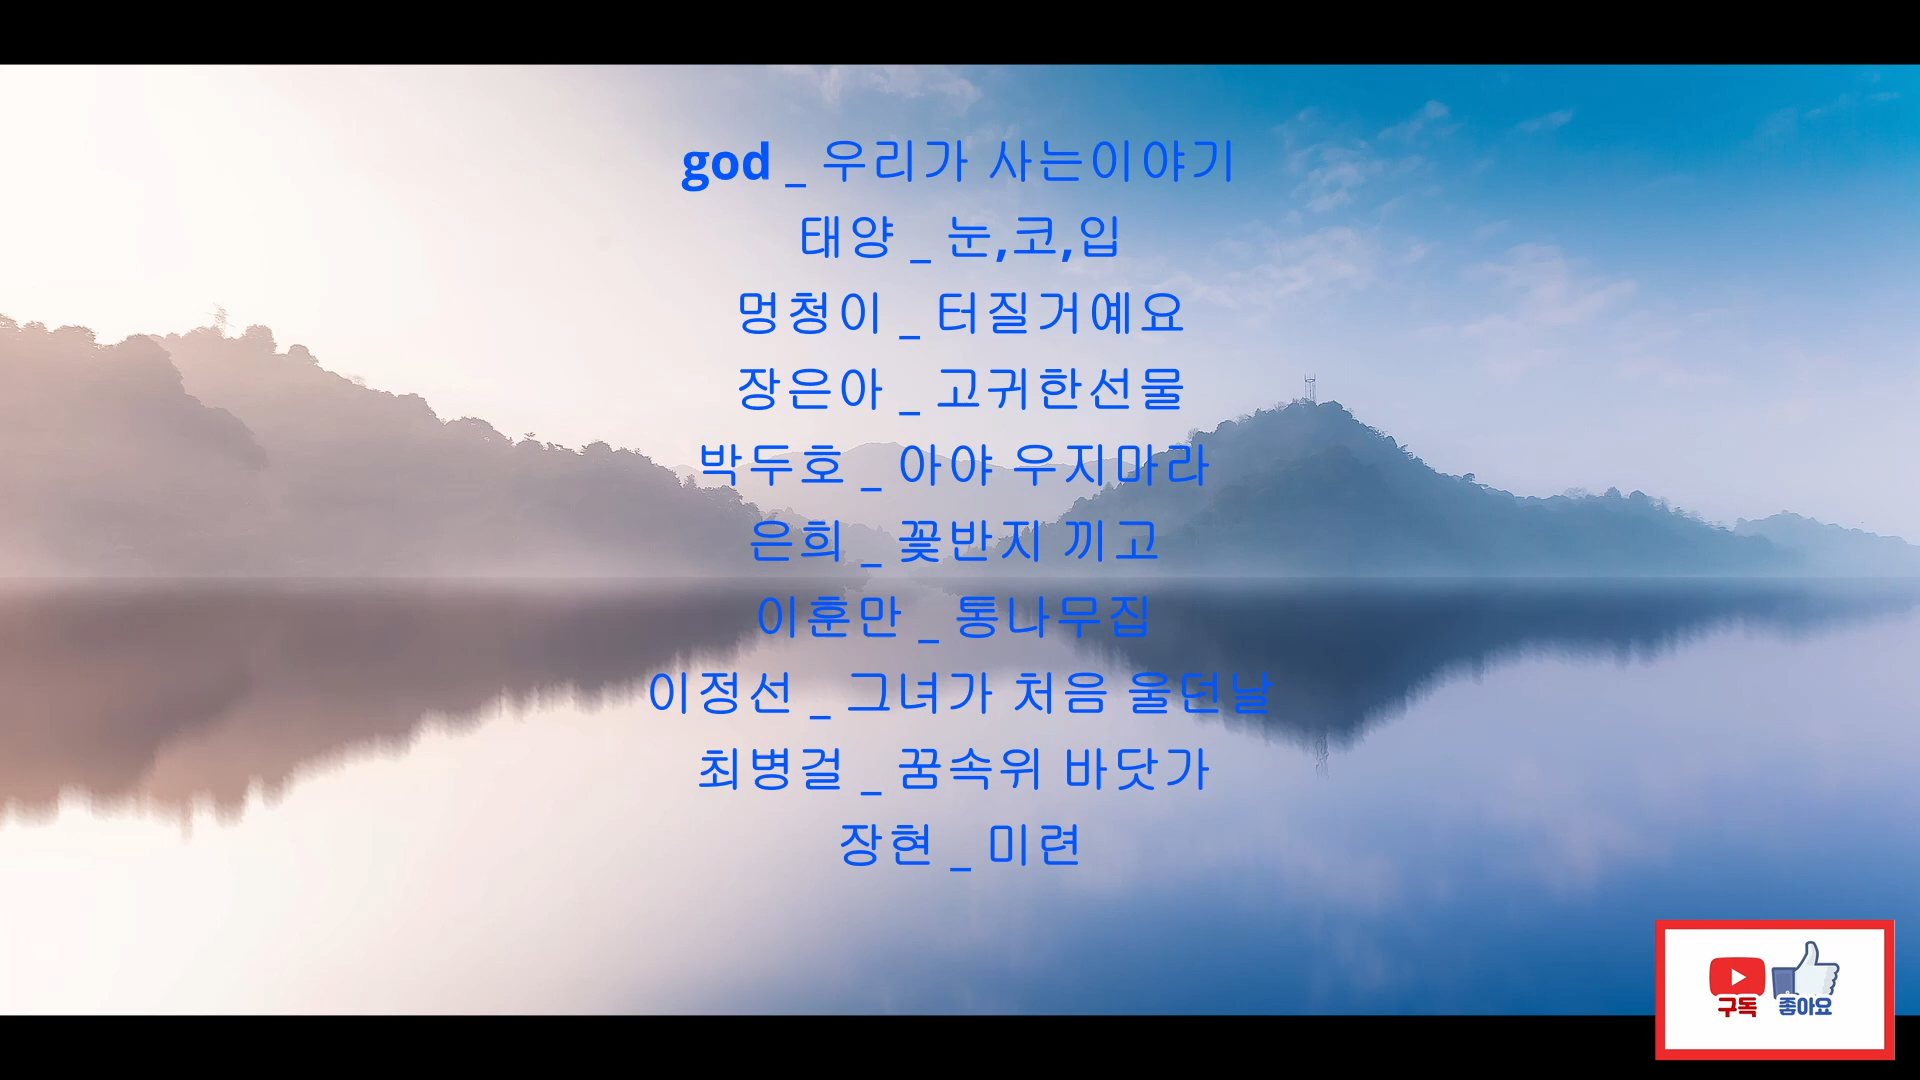 god _ 우리가 사는이야기
태양 _ 눈,코,입
멍청이 _ 터질거예요
장은아 _ 고귀한선물
박두호 _ 아야 우지마라
은희 _ 꽃반지 끼고
이훈만 _ 통나무집
이정선 _ 그녀가 처음 울던날
최병걸 _ 꿈속위 바닷가
장현 _ 미련
구독 좋아요